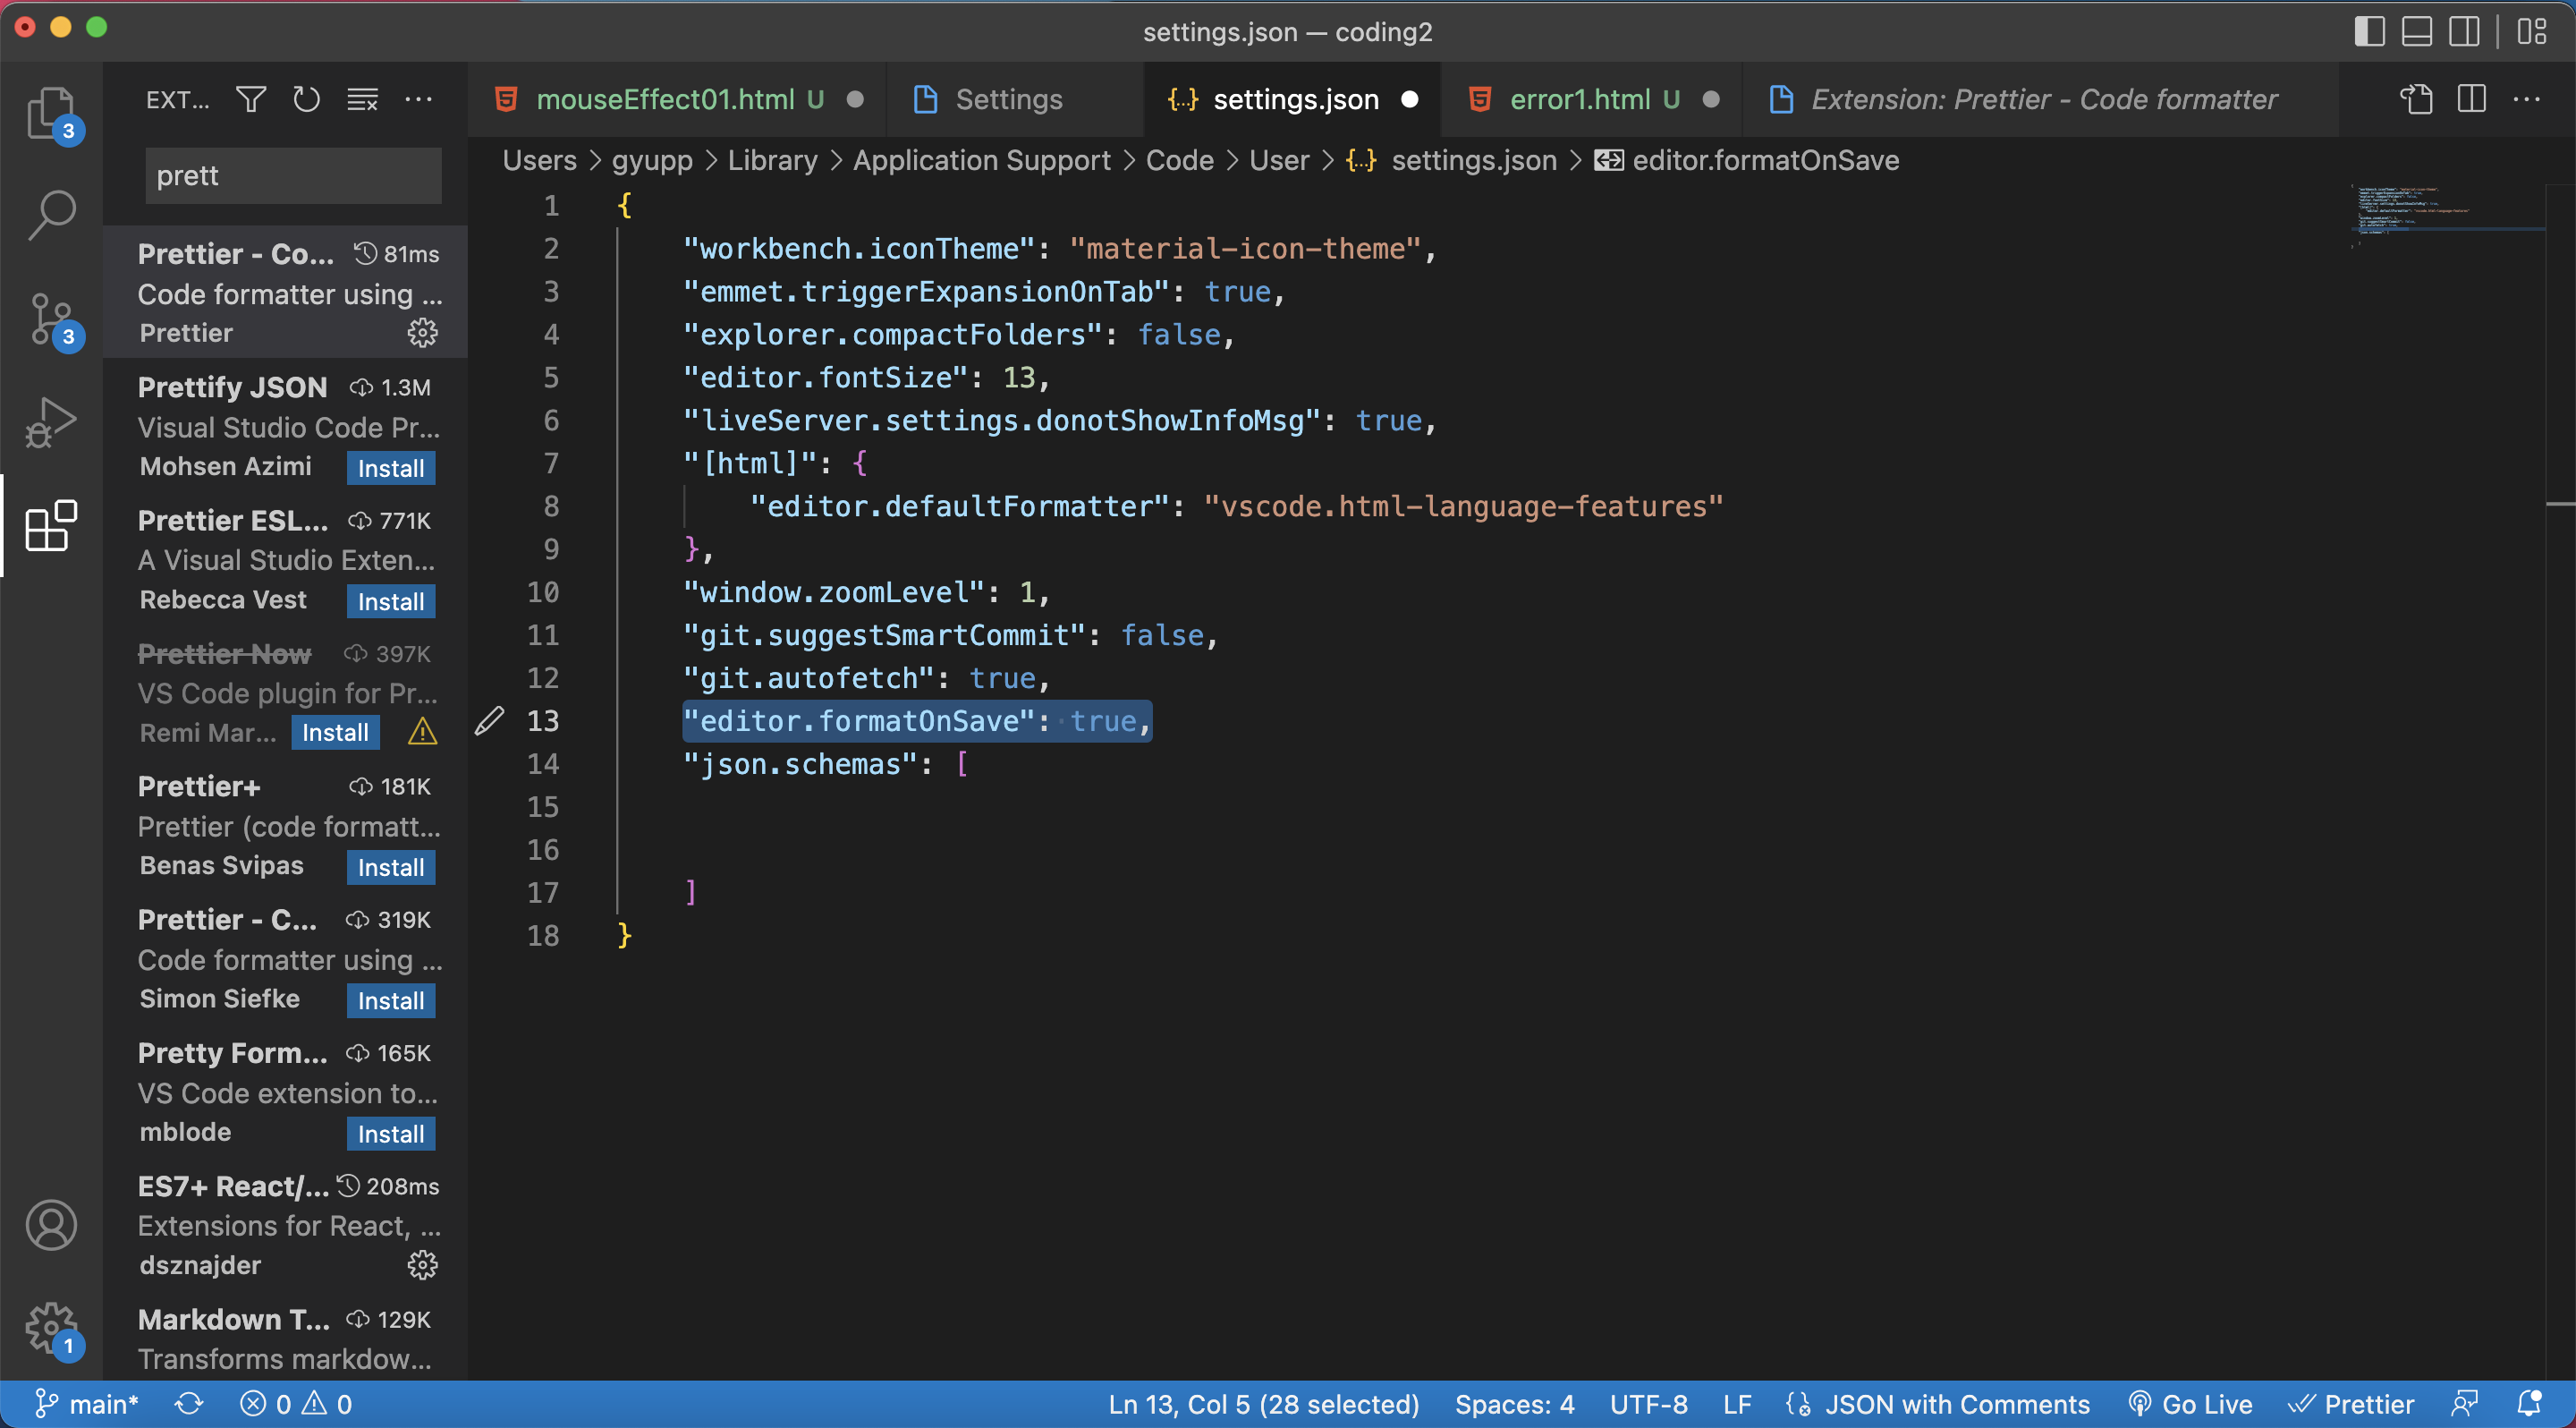 settings.json — coding2
EXT...
mouseEffect01.html U
Settings
{..} settings.json
error1.html U
Extension: Prettier - Code formatter
Users > gyupp > Library > Application Support > Code > User > {..} settings.json > editor.formatOnSave
3
3
1
prett
Prettier - Co... 81ms
Code formatter using ...
Prettier
Prettify JSON 1.3M
Visual Studio Code Pr...
Mohsen Azimi Install
Prettier ESL... 771K
A Visual Studio Exten...
Rebecca Vest Install
Prettier Now 397K
VS Code plugin for Pr...
Remi Mar... Install
Prettier+ 181K
Prettier (code formatt...
Benas Svipas Install
Prettier - C... 319K
Code formatter using ...
Simon Siefke Install
Pretty Form... 165K
VS Code extension to...
mblode Install
ES7+ React/... 208ms
Extensions for React, ...
dsznajder
Markdown T... 129K
Transforms markdow...
1 {
2 "workbench.iconTheme": "material-icon-theme",
3 "emmet.triggerExpansionOnTab": true,
4 "explorer.compactFolders": false,
5 "editor.fontSize": 13,
6 "liveServer.settings.donotShowInfoMsg": true,
7 "[html]": {
8 "editor.defaultFormatter": "vscode.html-language-features"
9 },
10 "window.zoomLevel": 1,
11 "git.suggestSmartCommit": false,
12 "git.autofetch": true,
13 "editor.formatOnSave": true,
14 "json.schemas": [
15
16
17 ]
18 }
main* 0 0 Ln 13, Col 5 (28 selected) Spaces: 4 UTF-8 LF JSON with Comments Go Live Prettier